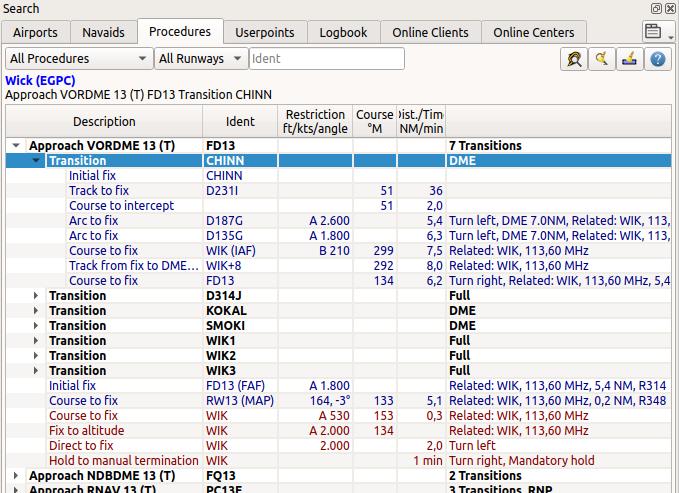 Search
Airports Navaids Procedures Userpoints Logbook Online Clients Online Centers
All Procedures All Runways Ident
Wick (EGPC)
Approach VORDME 13 (T) FD13 Transition CHINN
Description Ident Restriction ft/kts/angle Course °M Dist./Time NM/min
Approach VORDME 13 (T) FD13 7 Transitions
Transition CHINN DME
Initial fix CHINN
Track to fix D231I 51 36
Course to intercept 51 2,0
Arc to fix D187G A 2.600 5,4 Turn left, DME 7.0NM, Related: WIK, 113,
Arc to fix D135G A 1.800 6,3 Turn left, DME 7.0NM, Related: WIK, 113,
Course to fix WIK (IAF) B 210 299 7,5 Related: WIK, 113,60 MHz
Track from fix to DME... WIK+8 292 8,0 Related: WIK, 113,60 MHz
Course to fix FD13 134 6,2 Turn right, Related: WIK, 113,60 MHz, 5,4
Transition D314J Full
Transition KOKAL DME
Transition SMOKI DME
Transition WIK1 Full
Transition WIK2 Full
Transition WIK3 Full
Initial fix FD13 (FAF) A 1.800 Related: WIK, 113,60 MHz, 5,4 NM, R314
Course to fix RW13 (MAP) 164, -3° 133 5,1 Related: WIK, 113,60 MHz, 0,2 NM, R348
Course to fix WIK A 530 153 0,3 Related: WIK, 113,60 MHz
Fix to altitude WIK A 2.000 134 Related: WIK, 113,60 MHz
Direct to fix WIK 2.000 2,0 Turn left
Hold to manual termination WIK 1 min Turn right, Mandatory hold
Approach NDBDME 13 (T) FQ13 2 Transitions
Approach RNAV 13 (T) PC13F 3 Transitions, RNP